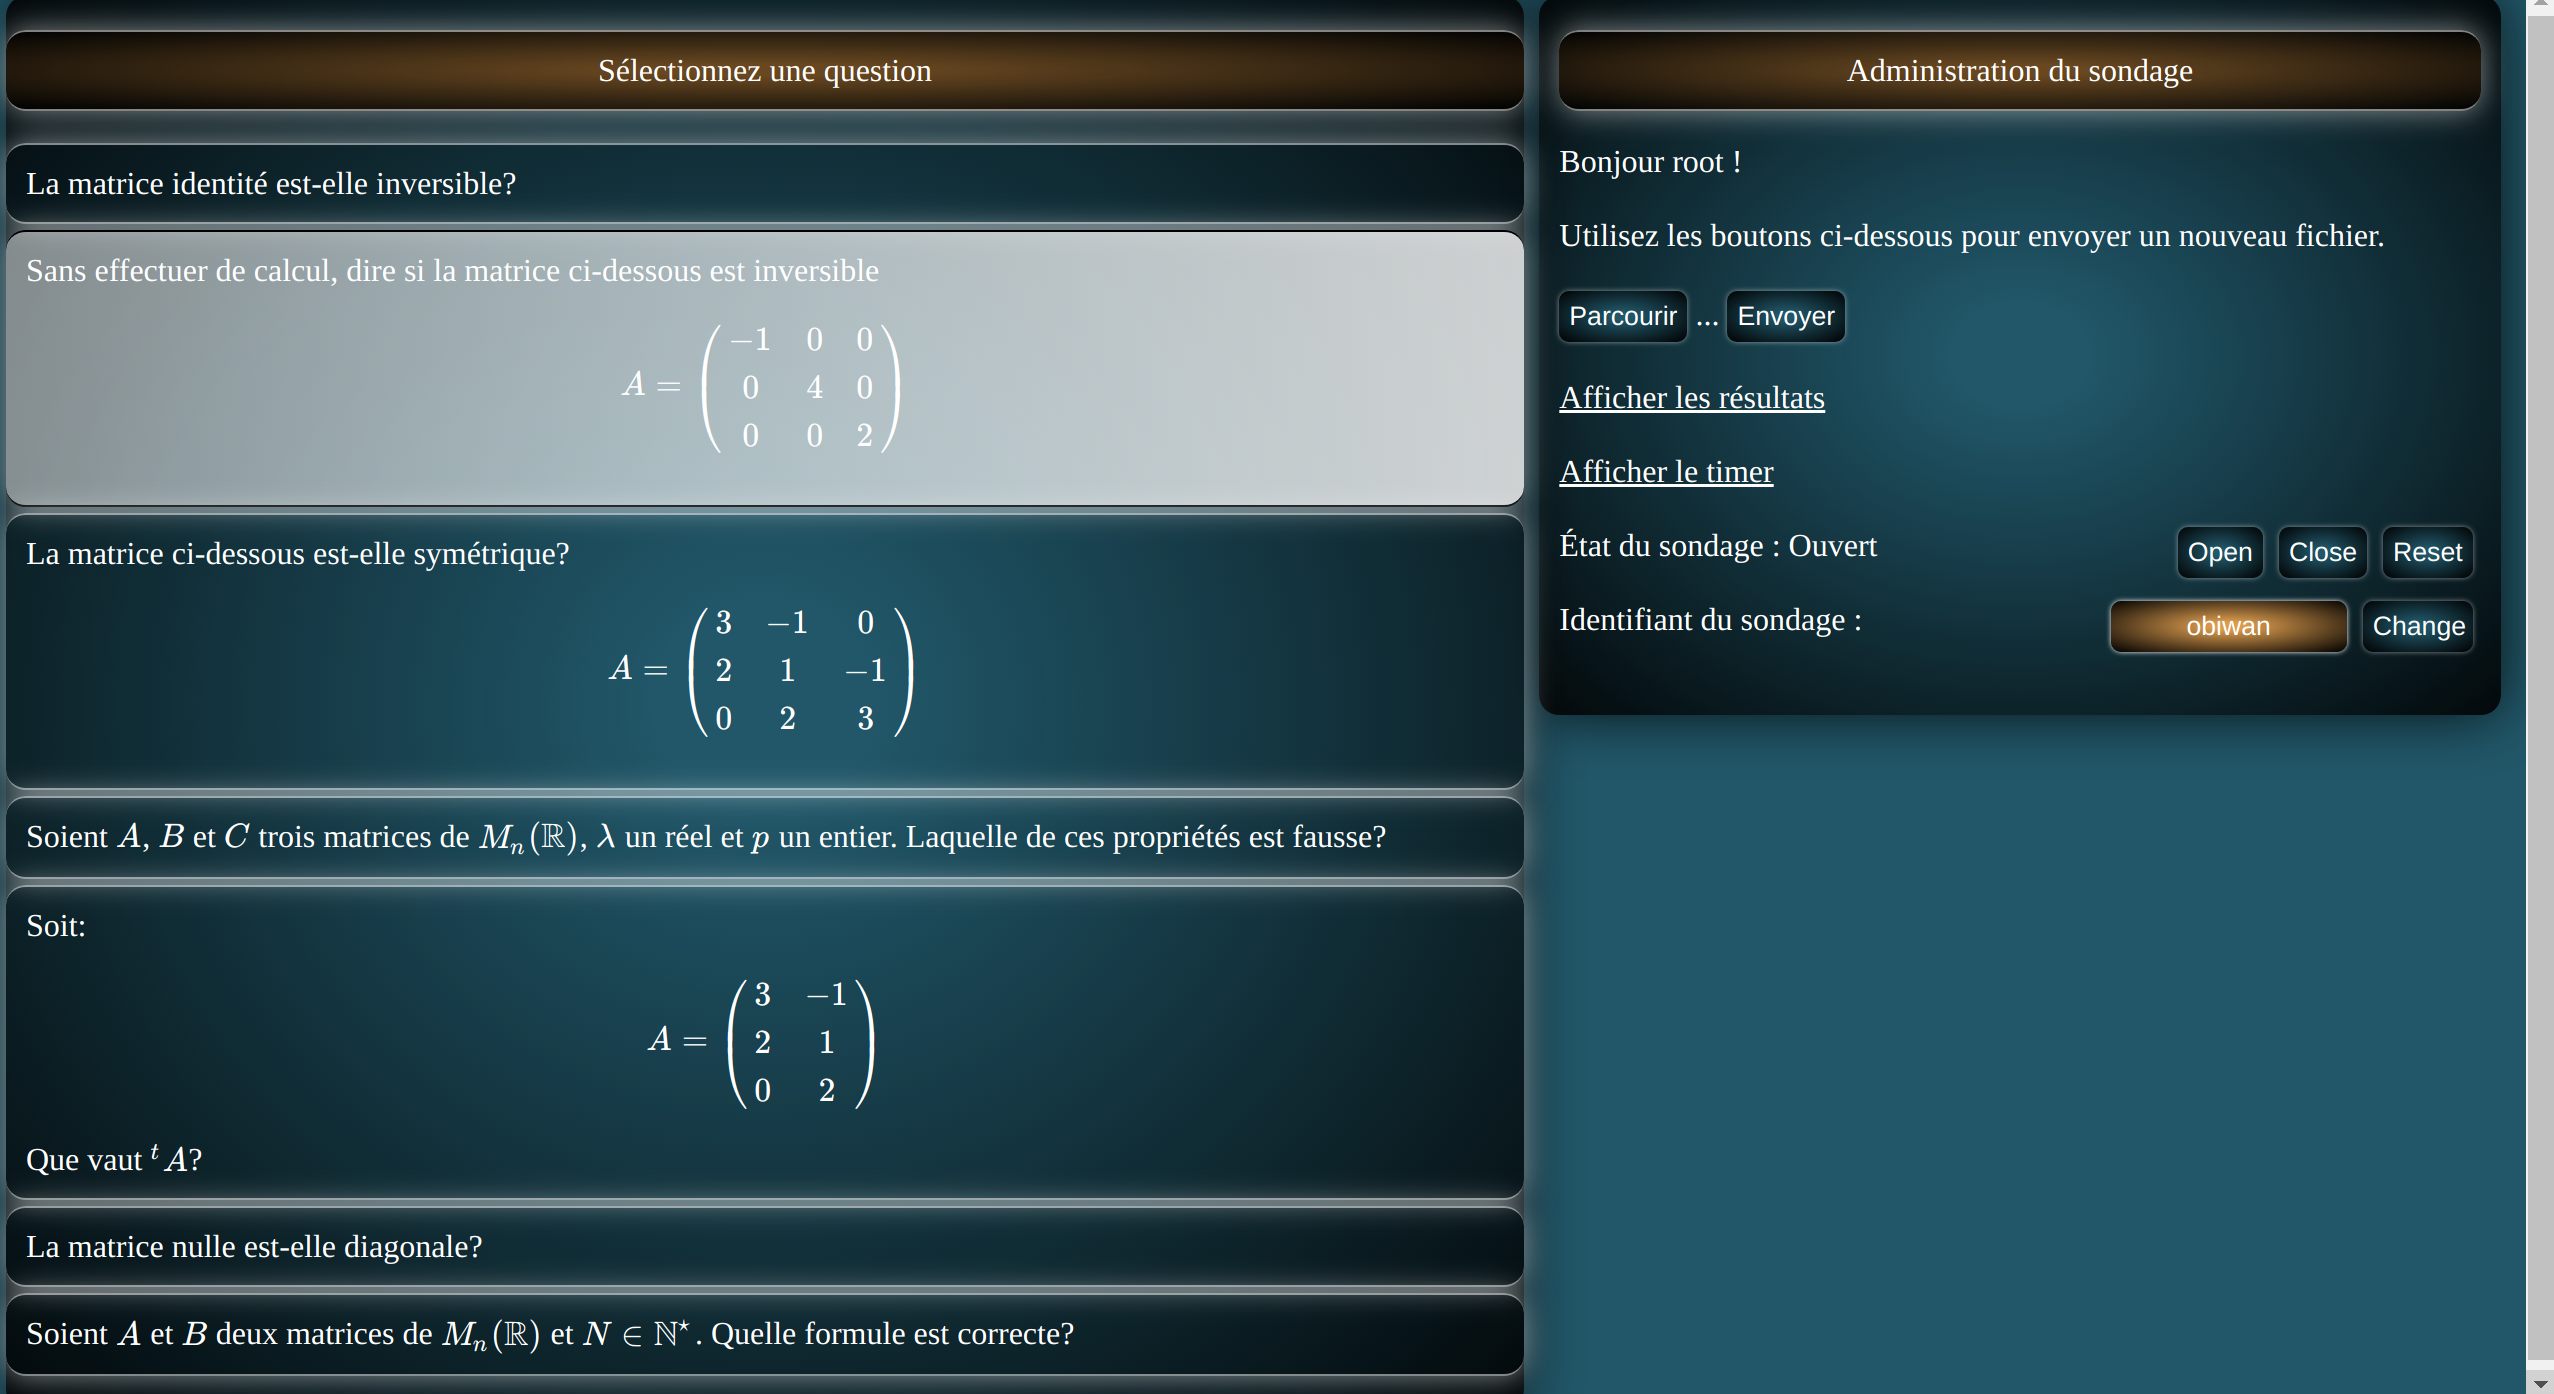 Sélectionnez une question
La matrice identité est-elle inversible?
Sans effectuer de calcul, dire si la matrice ci-dessous est inversible
A = \begin{pmatrix} -1 & 0 & 0 \\ 0 & 4 & 0 \\ 0 & 0 & 2 \end{pmatrix}
La matrice ci-dessous est-elle symétrique?
A = \begin{pmatrix} 3 & -1 & 0 \\ 2 & 1 & -1 \\ 0 & 2 & 3 \end{pmatrix}
Soient A, B et C trois matrices de M_n(ℝ), λ un réel et p un entier. Laquelle de ces propriétés est fausse?
Soit:
A = \begin{pmatrix} 3 & -1 \\ 2 & 1 \\ 0 & 2 \end{pmatrix}
Que vaut ^t A?
La matrice nulle est-elle diagonale?
Soient A et B deux matrices de M_n(ℝ) et N ∈ ℕ^⋆. Quelle formule est correcte?
Administration du sondage
Bonjour root !
Utilisez les boutons ci-dessous pour envoyer un nouveau fichier.
Parcourir ... Envoyer
Afficher les résultats
Afficher le timer
État du sondage : Ouvert Open Close Reset
Identifiant du sondage : obiwan Change